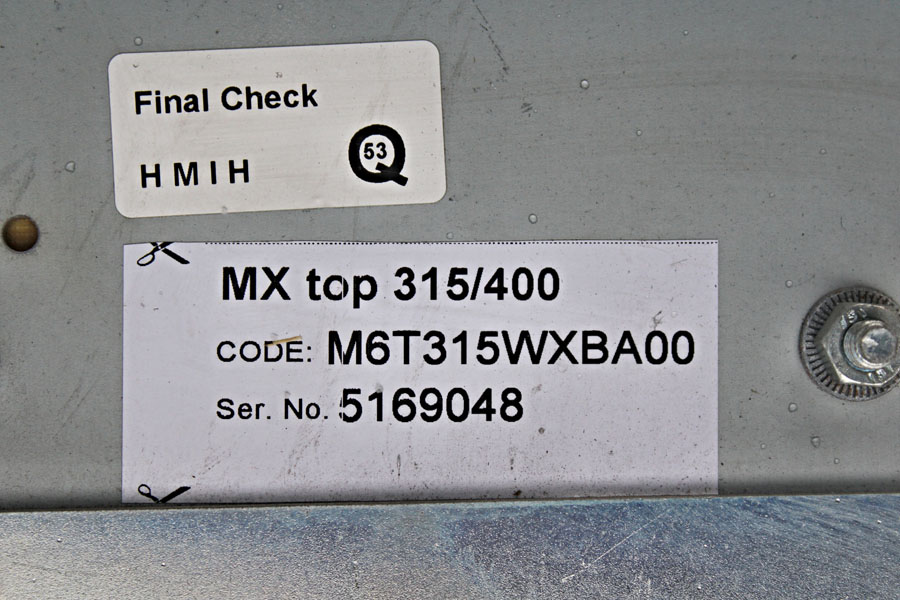 Final Check
H M I H
53
MX top 315/400
CODE: M6T315WXBA00
Ser. No. 5169048